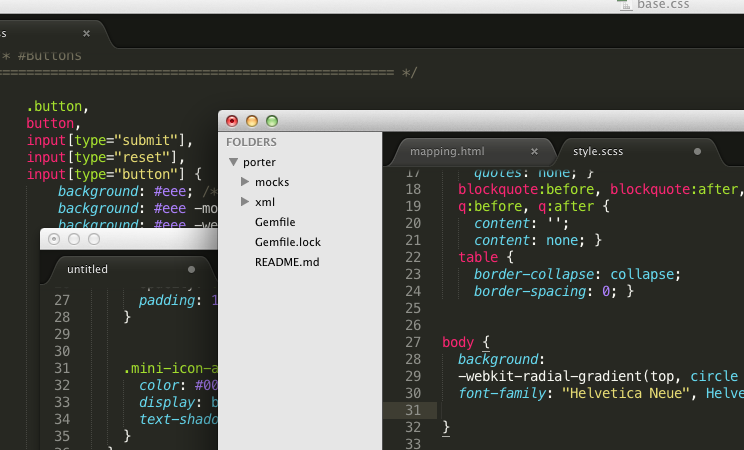 base.css
* #Buttons
================================================ */
.button,
button,
input[type="submit"],
input[type="reset"],
input[type="button"] {
background: #eee; /*
background: #eee -mo
background: #eee -we
untitled
27 padding: 1
28 }
29
30
31 .mini-icon-a
32 color: #00
33 display: b
34 text-shado
35 }
FOLDERS
porter
mocks
xml
Gemfile
Gemfile.lock
README.md
mapping.html
style.scss
17 quotes: none; }
18 blockquote:before, blockquote:after,
19 q:before, q:after {
20 content: '';
21 content: none; }
22 table {
23 border-collapse: collapse;
24 border-spacing: 0; }
25
26
27 body {
28 background:
29 -webkit-radial-gradient(top, circle
30 font-family: "Helvetica Neue", Helve
31
32 }
33